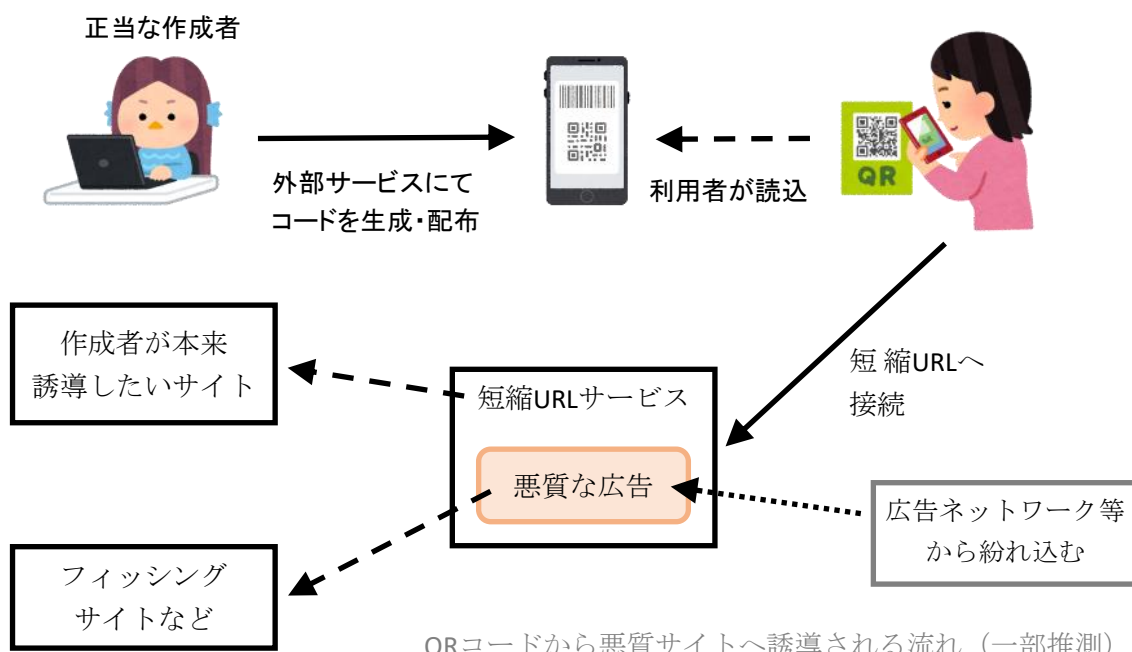 正当な作成者
外部サービスにて
コードを生成・配布
利用者が読込
QR
短縮URLへ
接続
作成者が本来
誘導したいサイト
短縮URLサービス
悪質な広告
広告ネットワーク等
から紛れ込む
フィッシング
サイトなど
QRコードから悪質サイトへ誘導される流れ（一部推測）